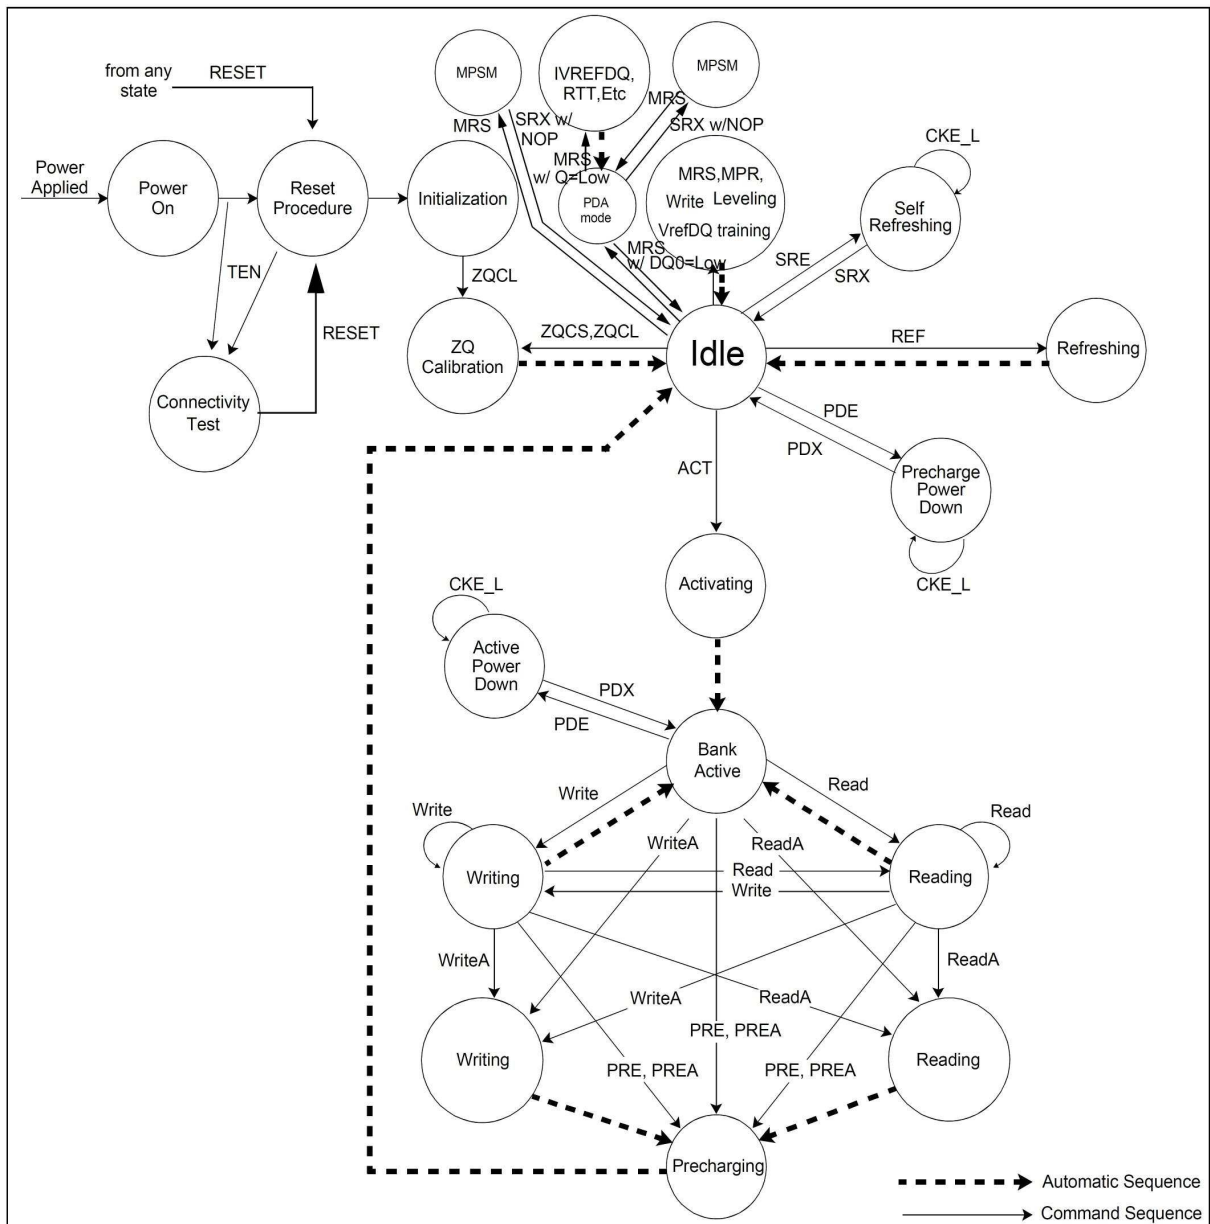 from any
state
RESET
Power
Applied
Power
On
Reset
Procedure
Initialization
TEN
RESET
Connectivity
Test
ZQCL
ZQ
Calibration
MPSM
IVREFDQ,
RTT,Etc
MPSM
MRS
SRX w/
NOP
MRS
SRX w/NOP
MRS
w/ Q=Low
PDA
mode
MRS,MPR,
Write Leveling
VrefDQ training
MRS
w/ DQ0=Low
CKE_L
Self
Refreshing
SRE
SRX
ZQCS,ZQCL
Idle
REF
Refreshing
PDE
PDX
Precharge
Power
Down
CKE_L
ACT
Activating
CKE_L
Active
Power
Down
PDX
PDE
Bank
Active
Write
Read
Write
Read
WriteA
ReadA
Writing
Read
Write
Reading
WriteA
ReadA
WriteA
ReadA
PRE, PREA
Writing
Reading
PRE, PREA
PRE, PREA
Precharging
Automatic Sequence
Command Sequence